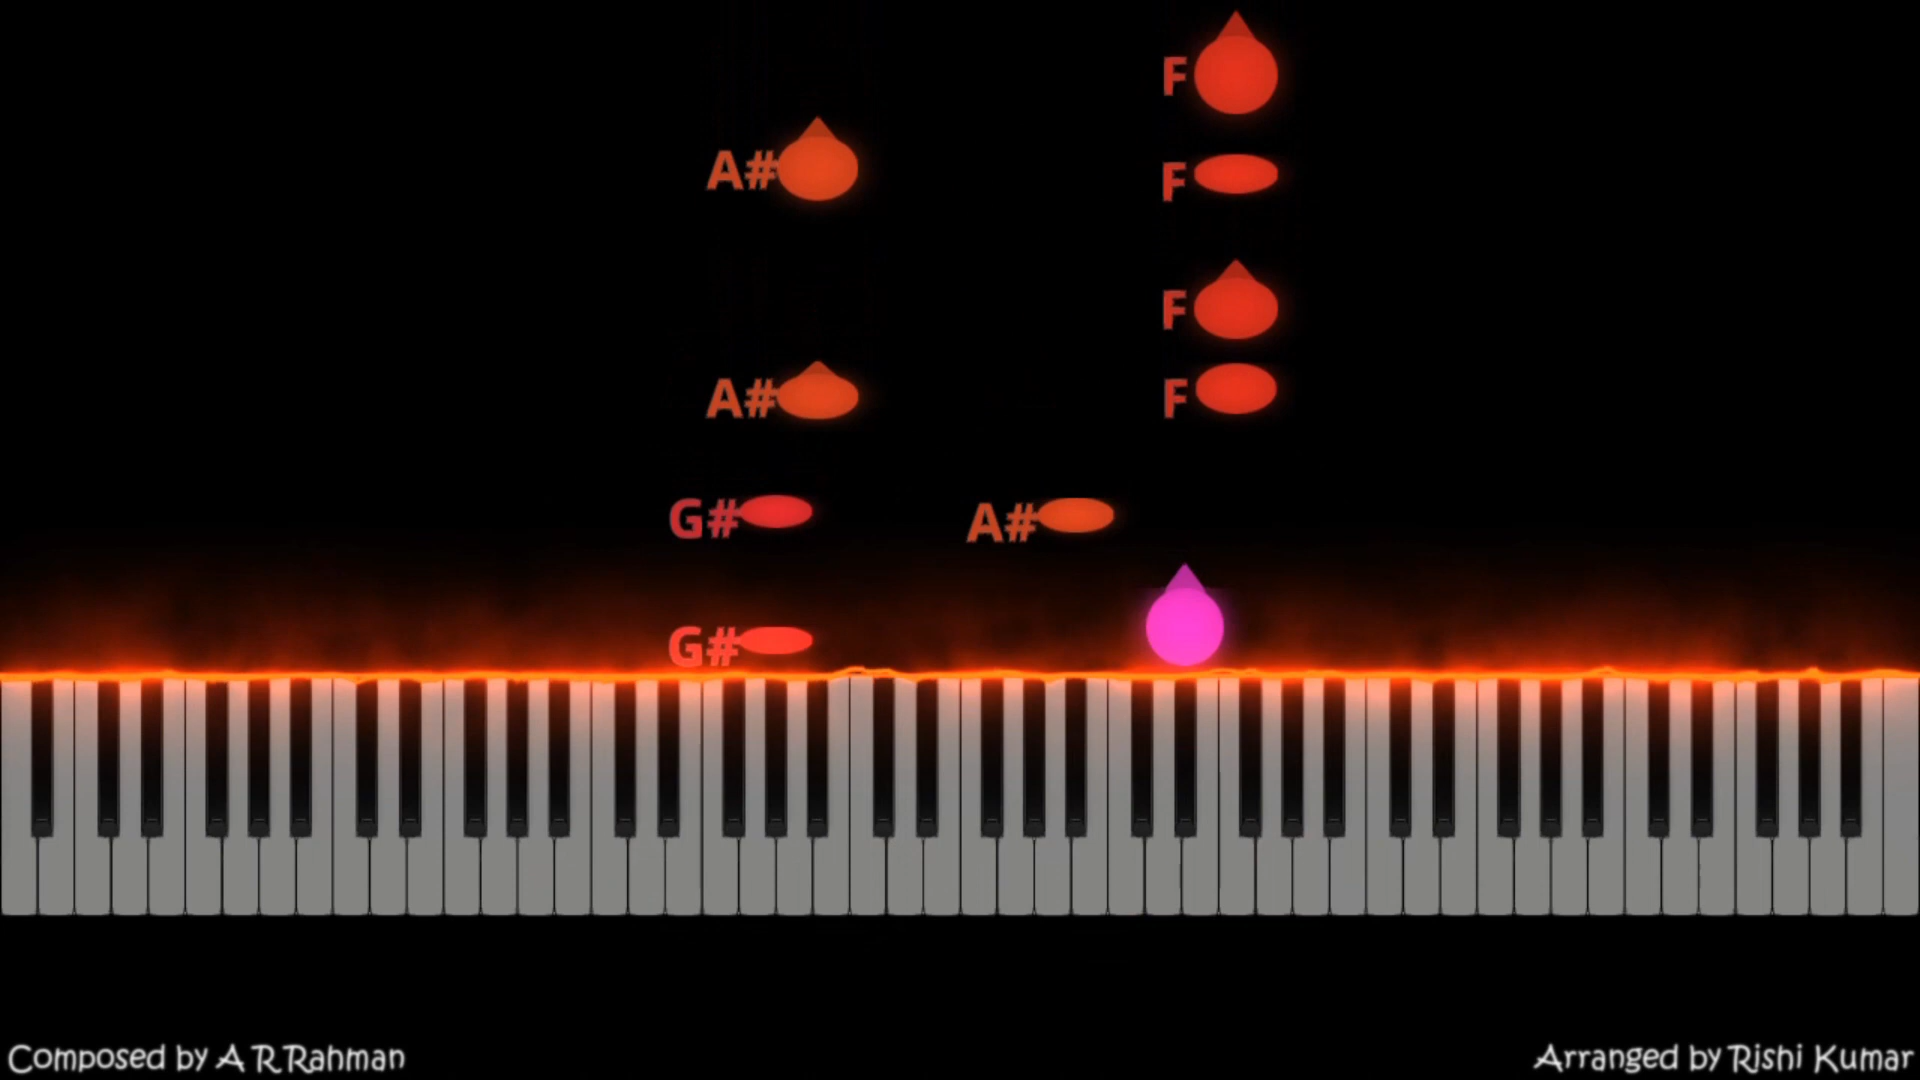 F
A#
F
F
A#
F
G#
A#
G#
Composed by A R Rahman
Arranged by Rishi Kumar